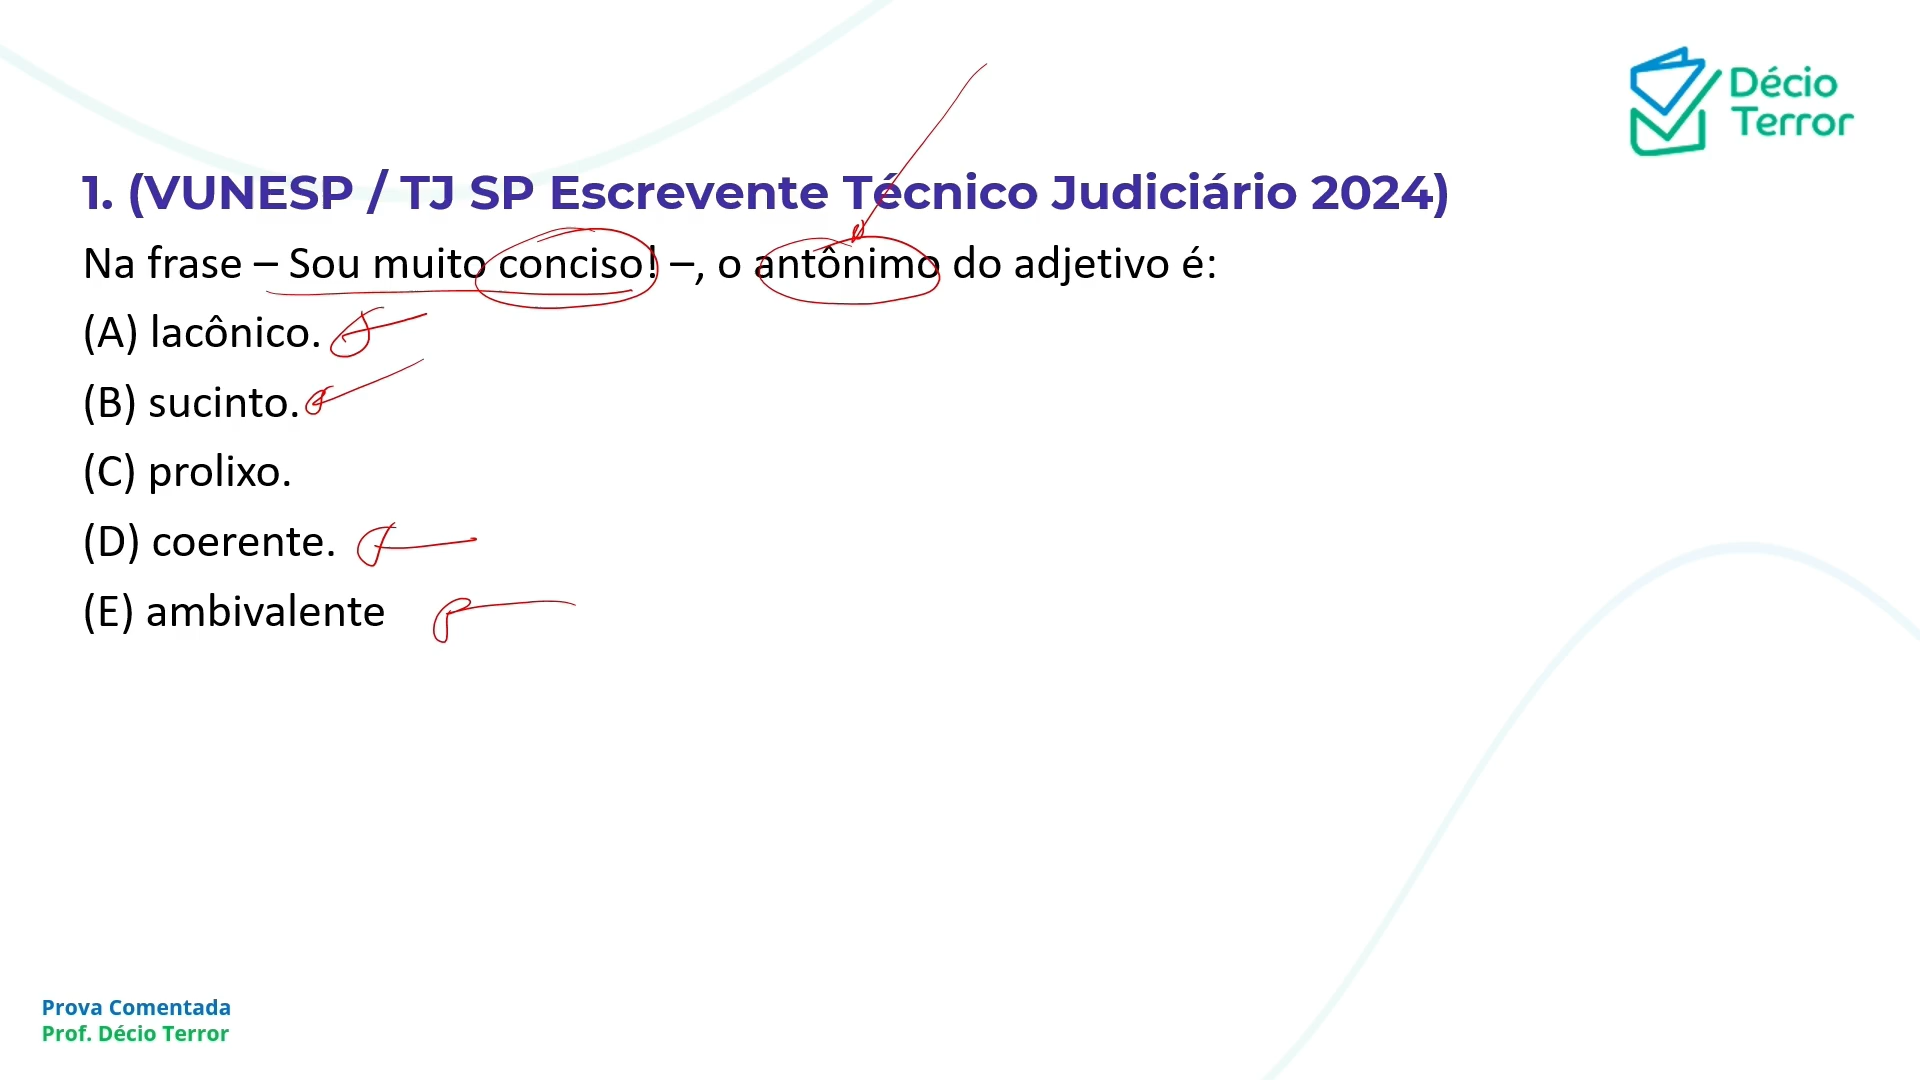 Décio
Terror
1. (VUNESP / TJ SP Escrevente Técnico Judiciário 2024)
Na frase – Sou muito conciso! –, o antônimo do adjetivo é:
(A) lacônico.
(B) sucinto.
(C) prolixo.
(D) coerente.
(E) ambivalente
Prova Comentada
Prof. Décio Terror